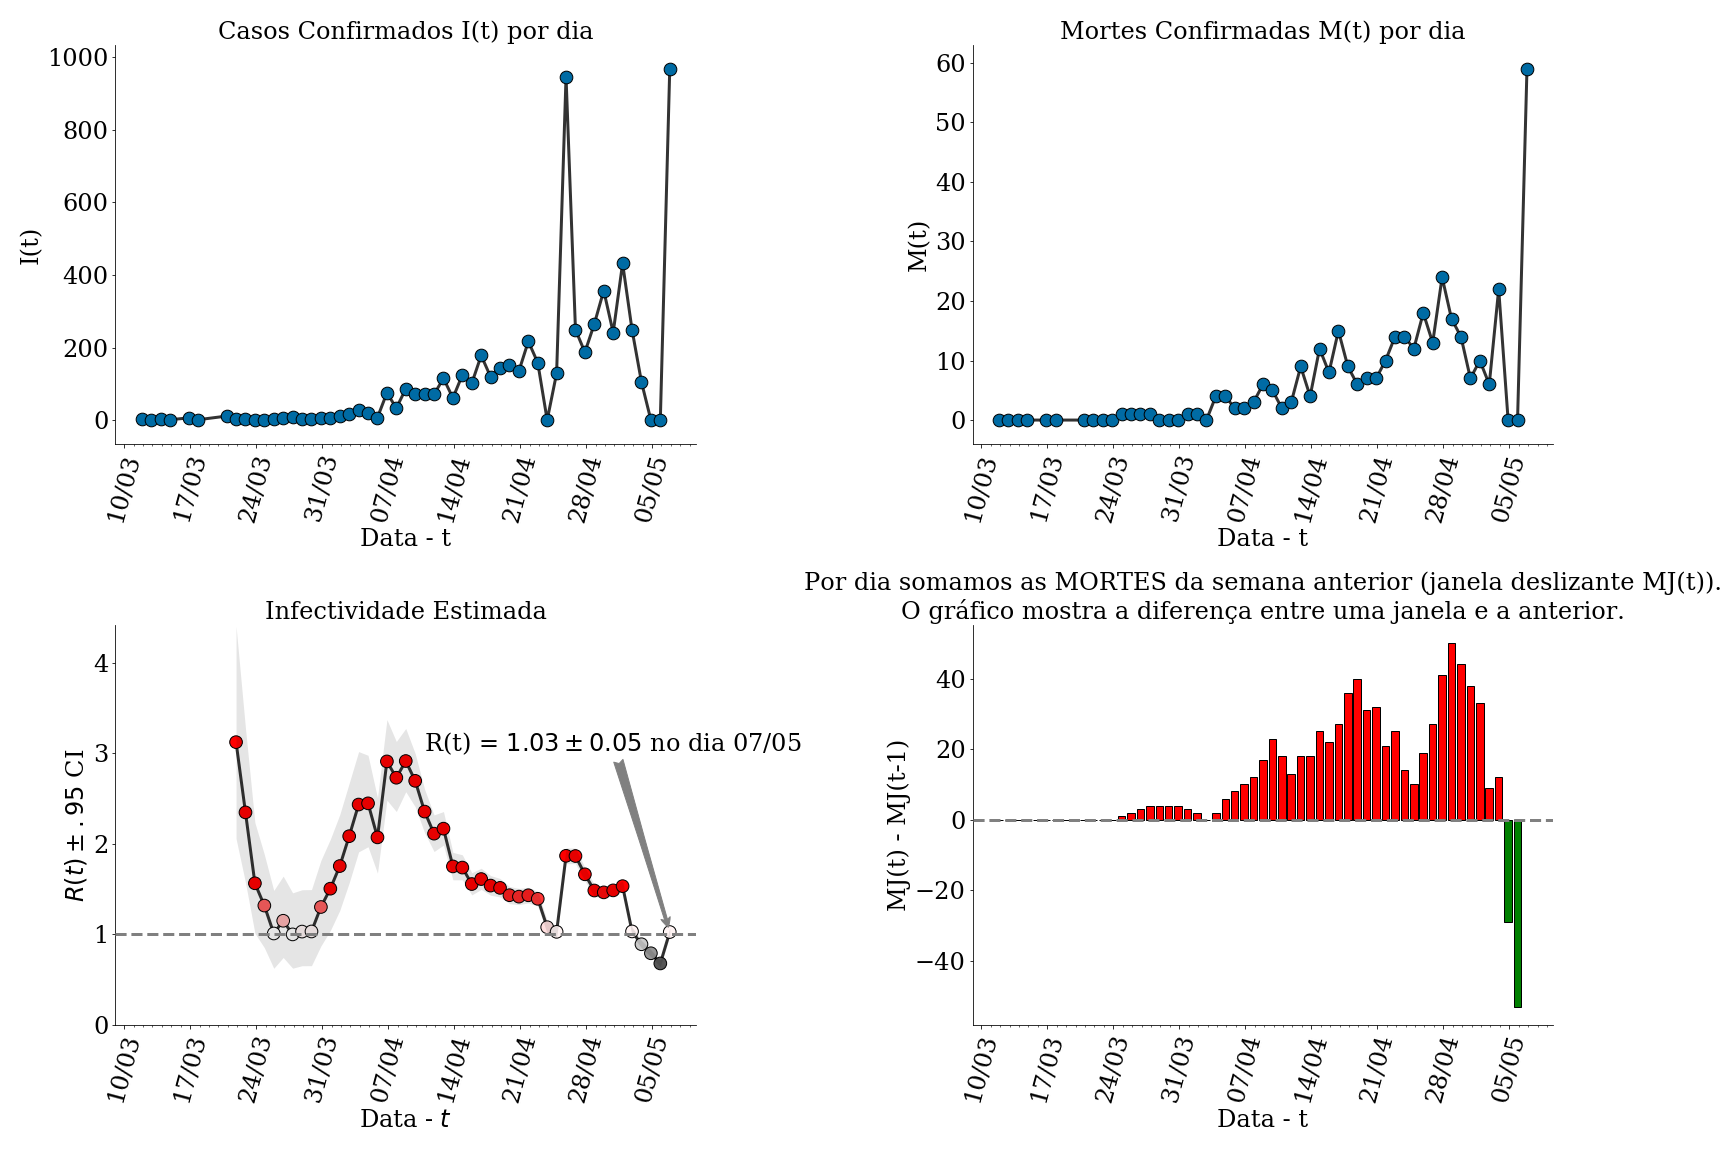 Casos Confirmados I(t) por dia
I(t)
1000
800
600
400
200
0
10/03 17/03 24/03 31/03 07/04 14/04 21/04 28/04 05/05
Data - t
Mortes Confirmadas M(t) por dia
M(t)
60
50
40
30
20
10
0
10/03 17/03 24/03 31/03 07/04 14/04 21/04 28/04 05/05
Data - t
Infectividade Estimada
R(t) ± .95 CI
4
3
2
1
0
R(t) = 1.03 ± 0.05 no dia 07/05
10/03 17/03 24/03 31/03 07/04 14/04 21/04 28/04 05/05
Data - t
Por dia somamos as MORTES da semana anterior (janela deslizante MJ(t)).
O gráfico mostra a diferença entre uma janela e a anterior.
MJ(t) - MJ(t-1)
40
20
0
−20
−40
10/03 17/03 24/03 31/03 07/04 14/04 21/04 28/04 05/05
Data - t